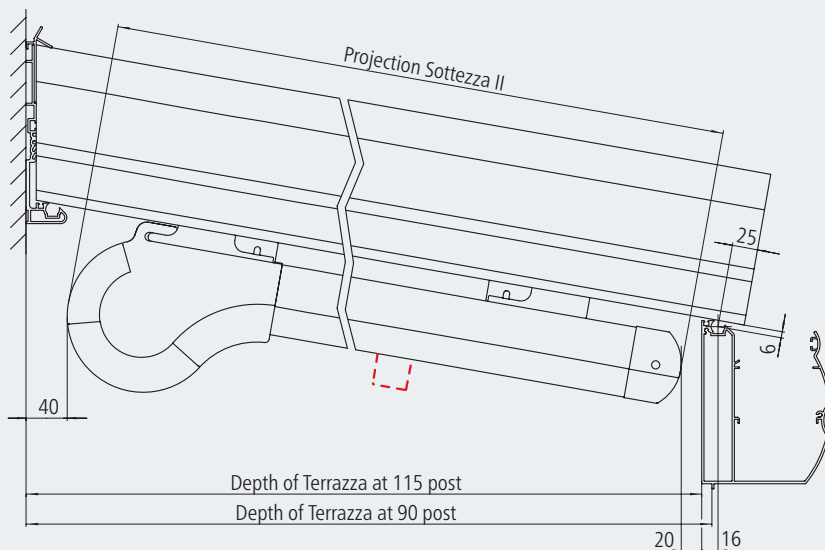 Projection Sottezza II
25
6
40
Depth of Terrazza at 115 post
Depth of Terrazza at 90 post
20
16